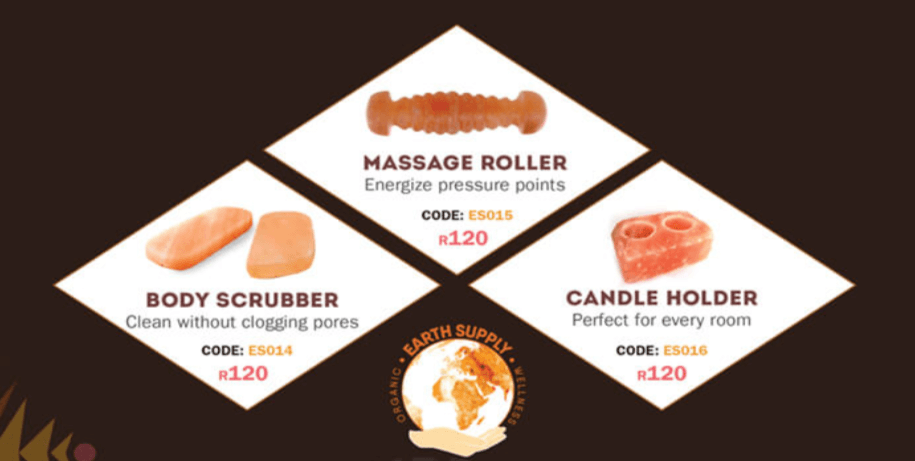 MASSAGE ROLLER
Energize pressure points
CODE: ES015
R120
BODY SCRUBBER
Clean without clogging pores
CODE: ES014
R120
CANDLE HOLDER
Perfect for every room
CODE: ES016
R120
EARTH SUPPLY
ORGANIC
WELLNESS